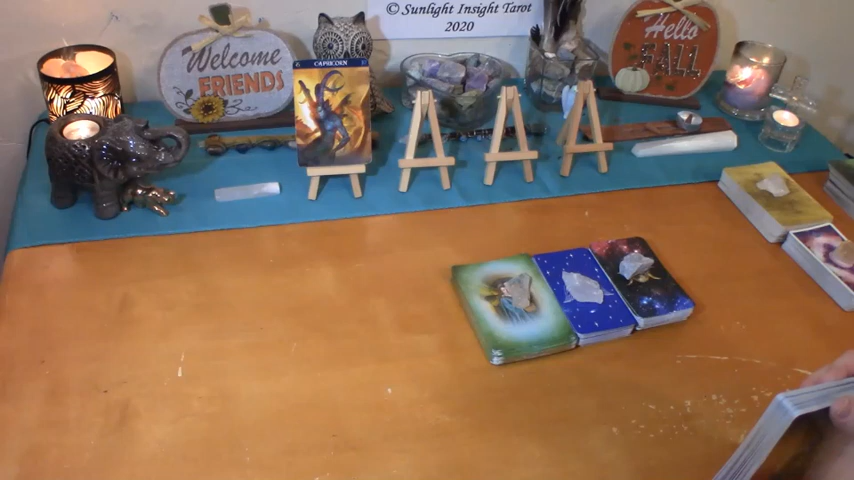 © Sunlight Insight Tarot
2020
Welcome
FRIENDS
Hello
FALL
CAPRICORN